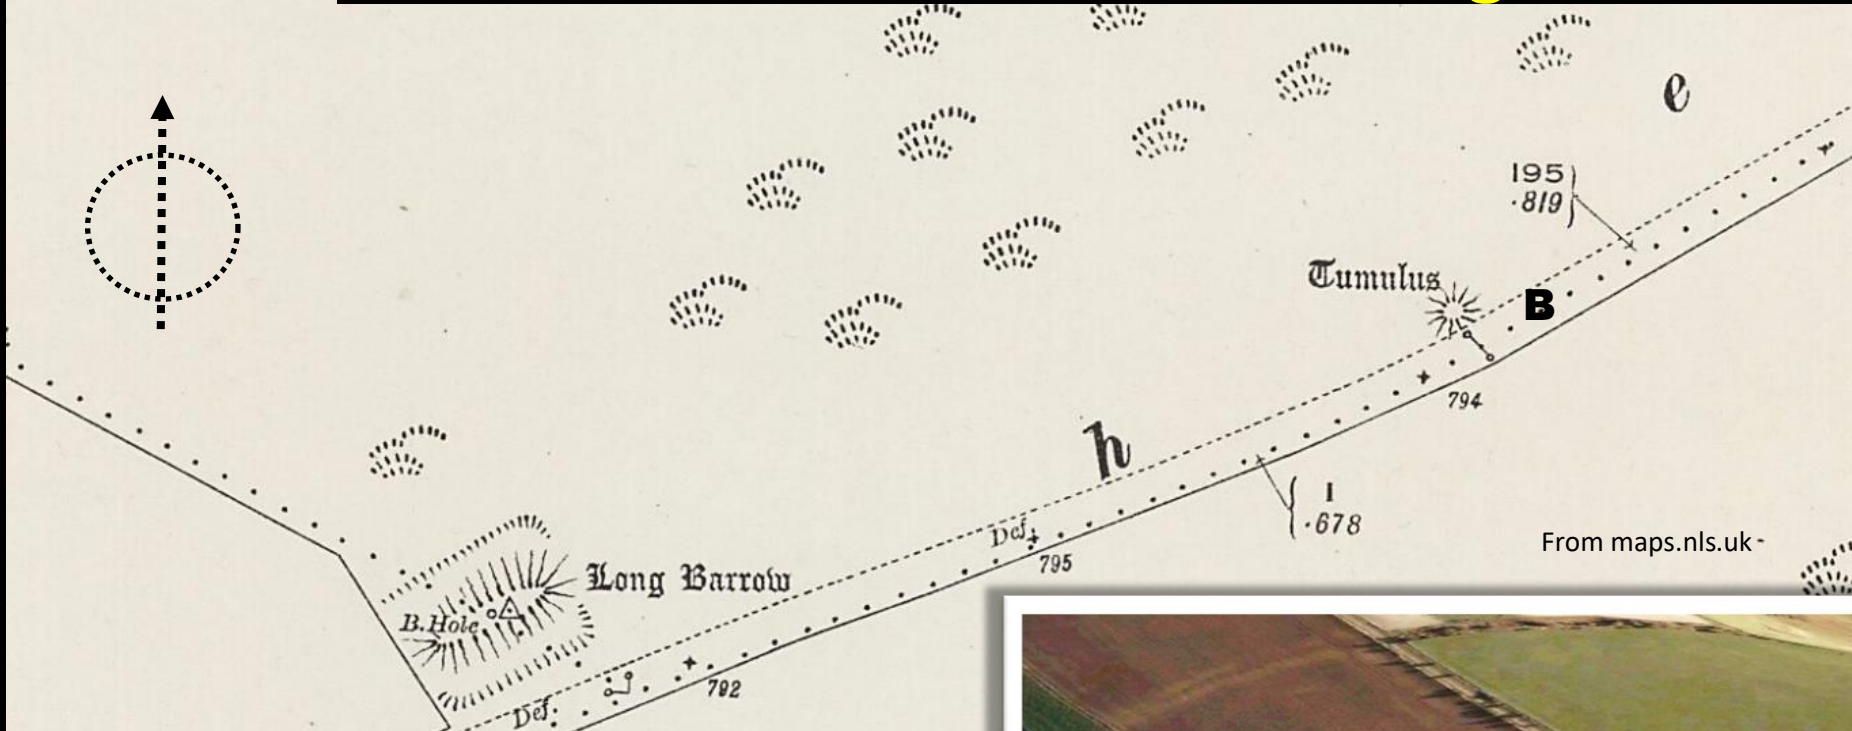 e
195
·819
Tumulus
B
794
h
1
·678
Def.
795
From maps.nls.uk
Long Barrow
B. Hole
792
Def.